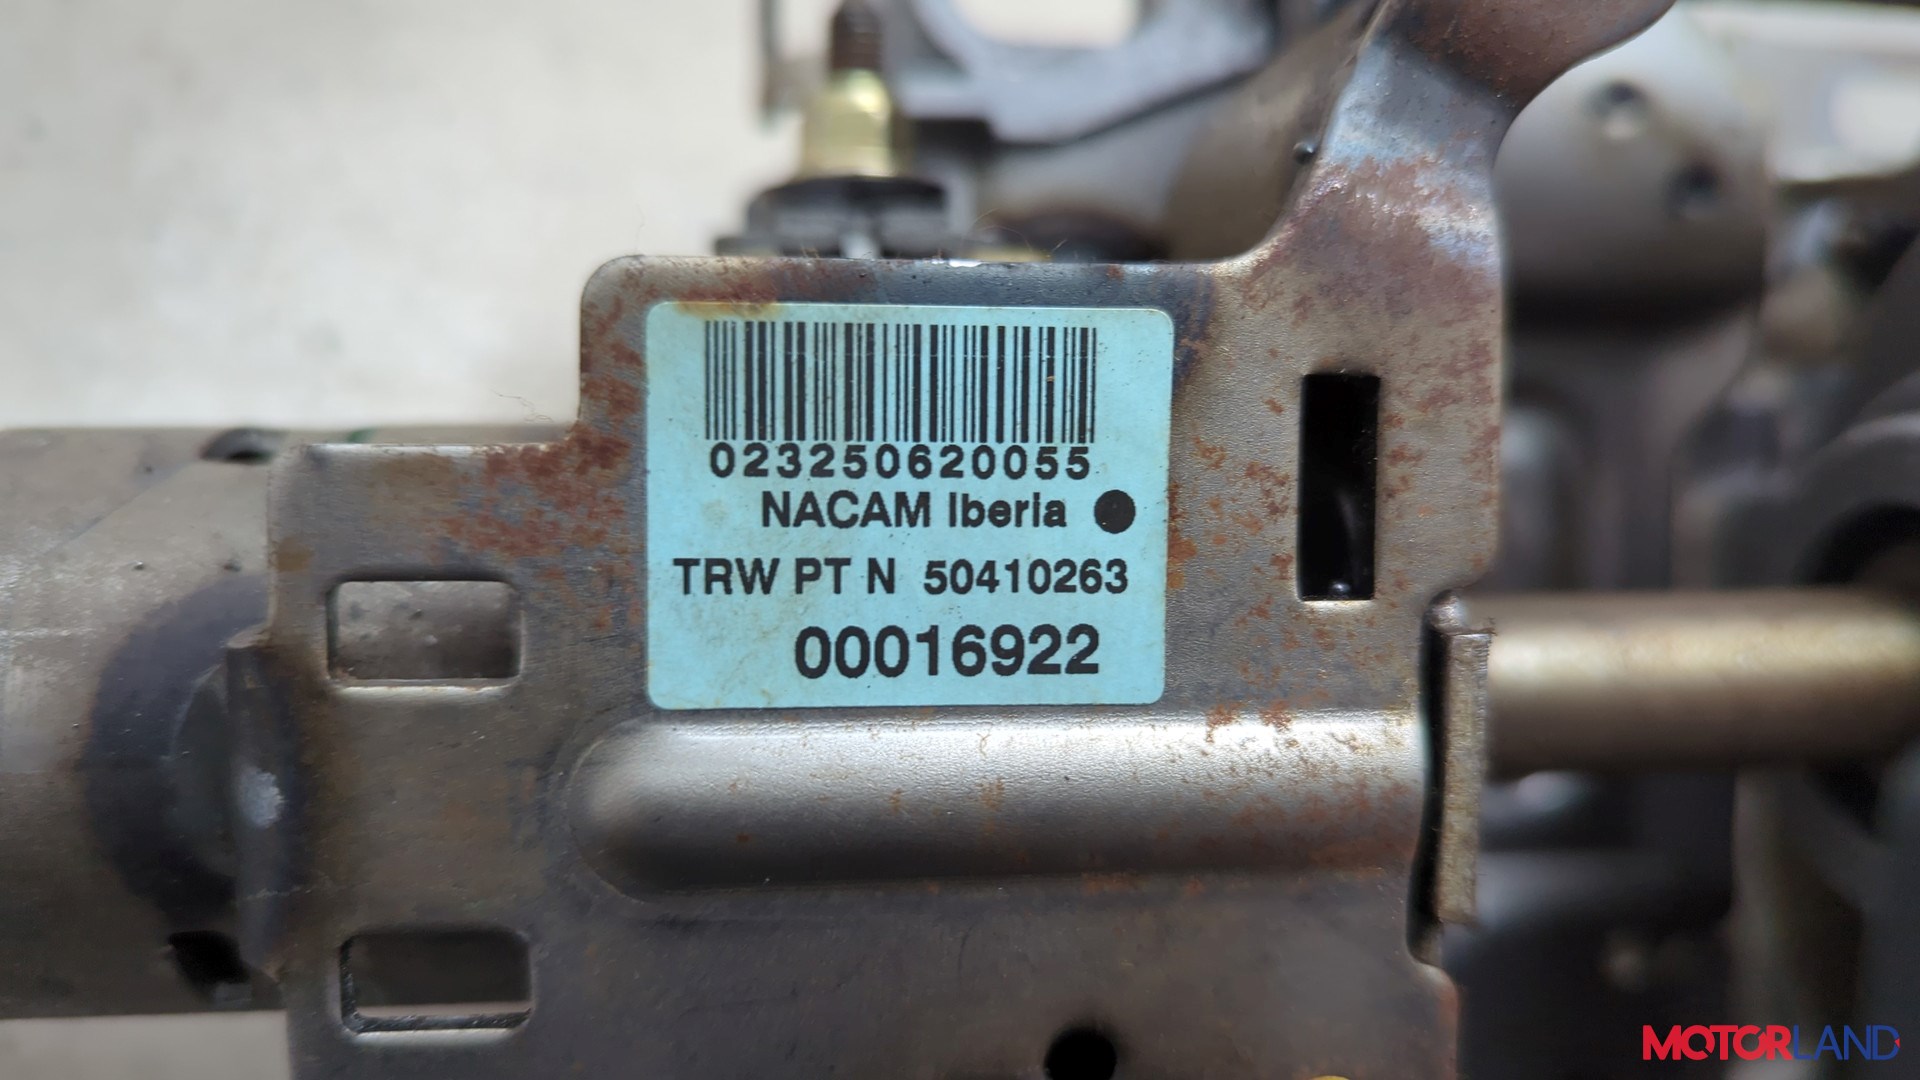 023250620055
NACAM Iberia
TRW PT N 50410263
00016922
MOTORLAND